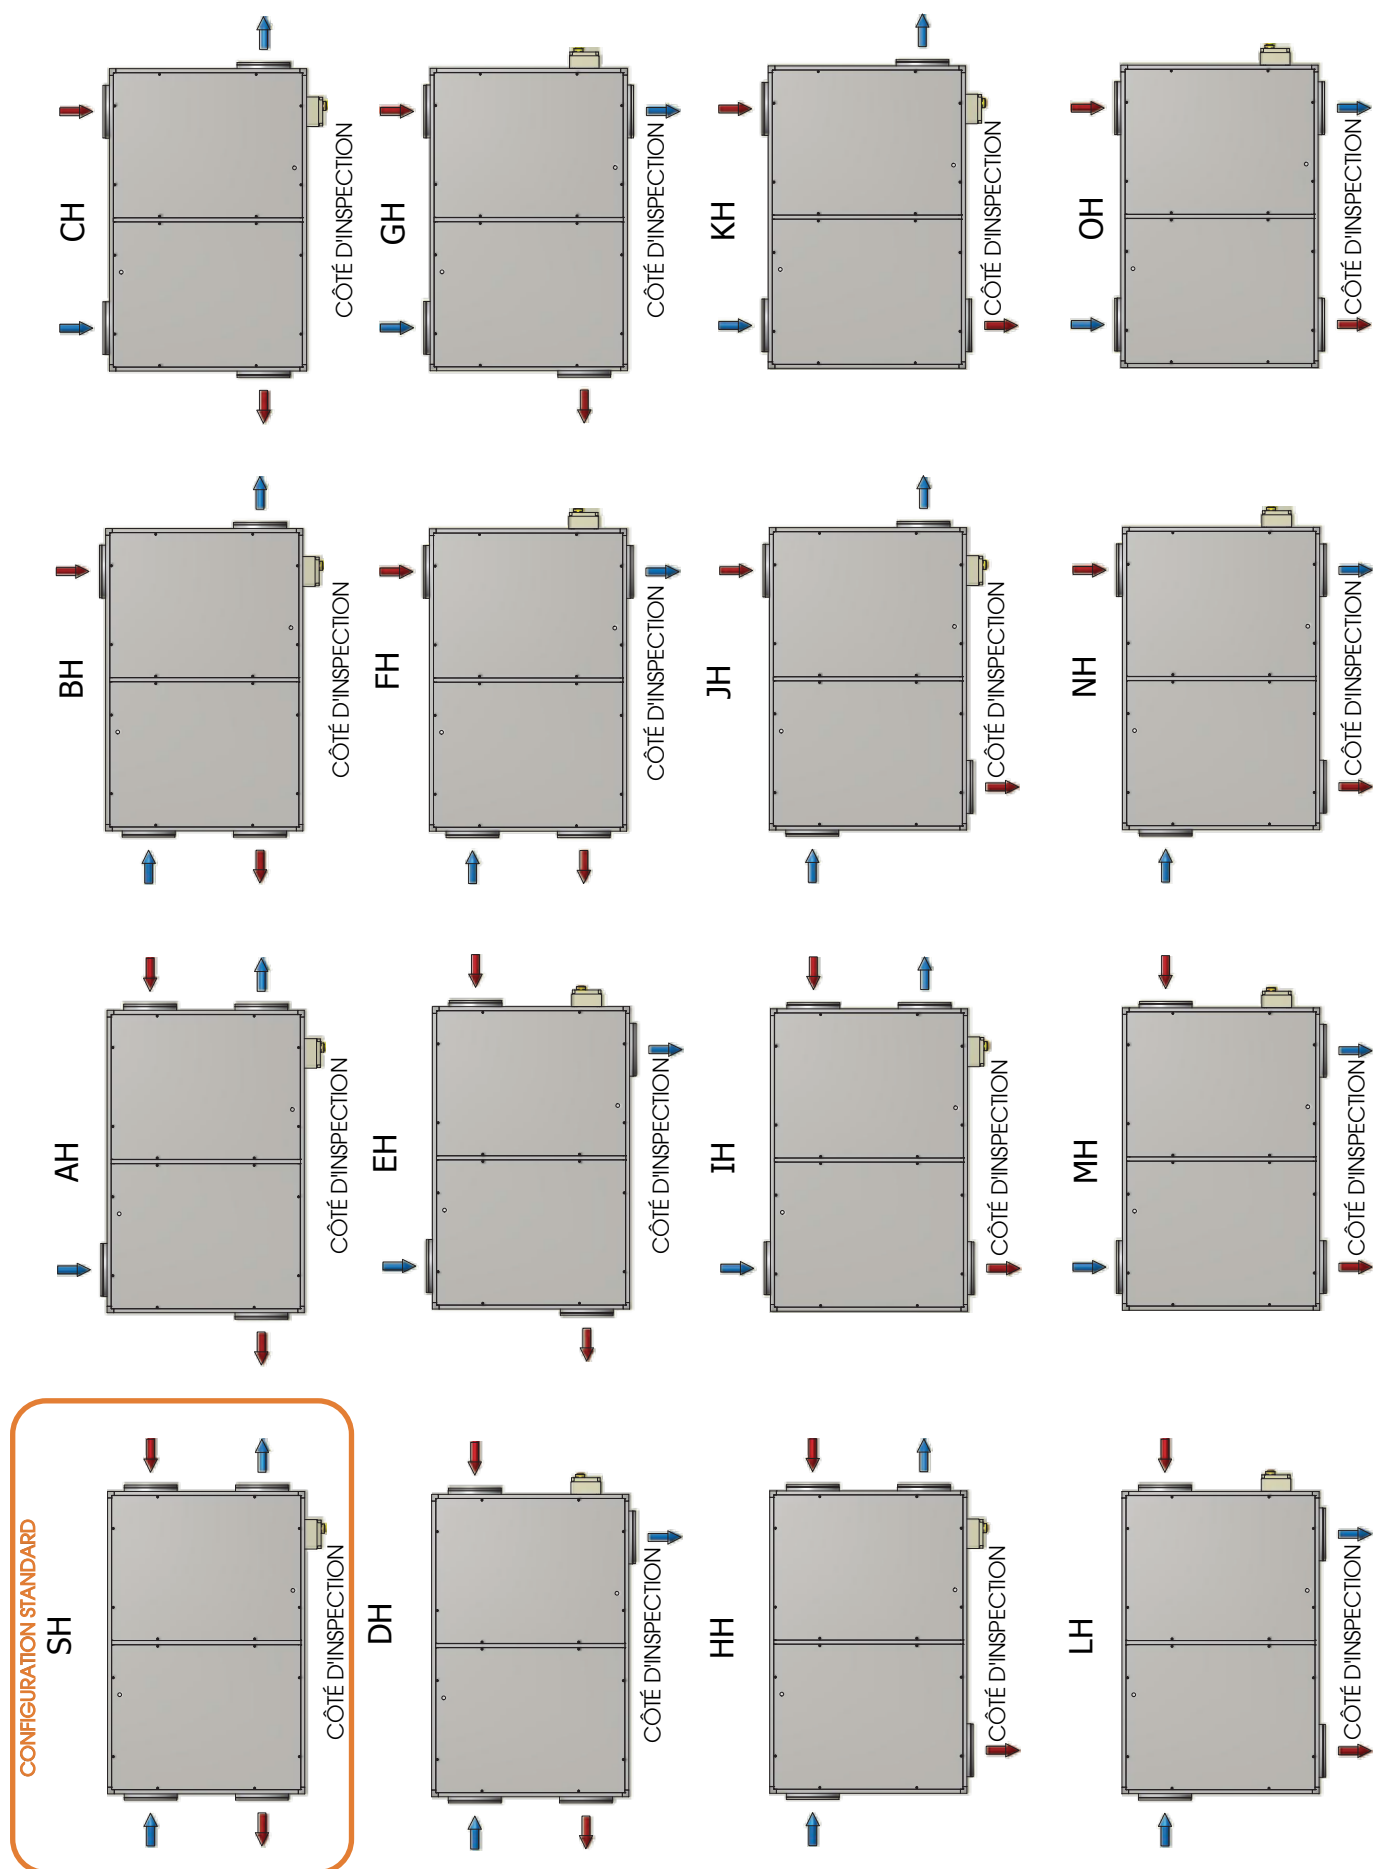 CONFIGURATION STANDARD
SH
CÔTÉ D'INSPECTION
AH
CÔTÉ D'INSPECTION
BH
CÔTÉ D'INSPECTION
CH
CÔTÉ D'INSPECTION
DH
CÔTÉ D'INSPECTION
EH
CÔTÉ D'INSPECTION
FH
CÔTÉ D'INSPECTION
GH
CÔTÉ D'INSPECTION
HH
CÔTÉ D'INSPECTION
IH
CÔTÉ D'INSPECTION
JH
CÔTÉ D'INSPECTION
KH
CÔTÉ D'INSPECTION
LH
CÔTÉ D'INSPECTION
MH
CÔTÉ D'INSPECTION
NH
CÔTÉ D'INSPECTION
OH
CÔTÉ D'INSPECTION